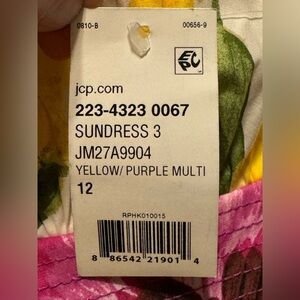 0810-B 00656-9
EPC
jcp.com
223-4323 0067
SUNDRESS 3
JM27A9904
YELLOW/ PURPLE MULTI
12
RPHK010015
8 86542 21901 4